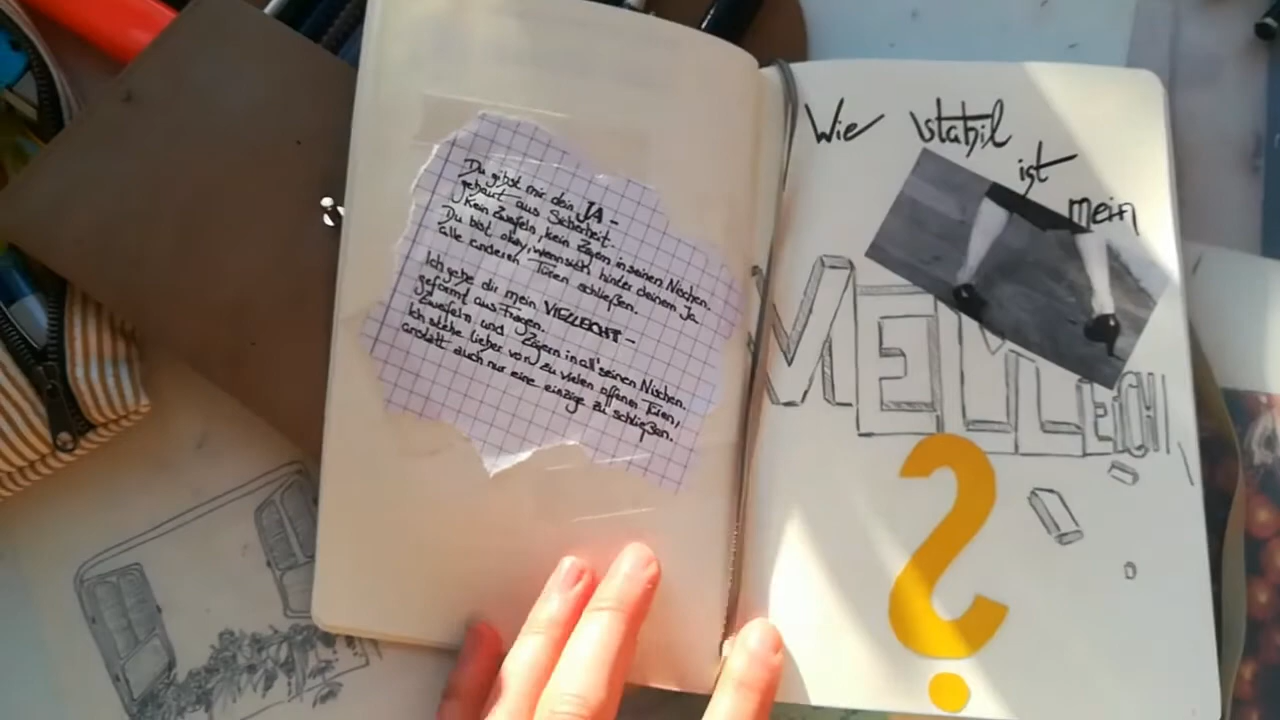 Du gibst mir dein JA -
gebaut aus Sicherheit.
Kein Zweifeln, kein Zögern in seinen Nischen.
Du bist okay, wenn sich hinter deinem Ja
alle anderen Türen schließen.
Ich gebe dir mein VIELLEICHT -
geformt aus Fragen.
Zweifeln und Zögern in all' seinen Nischen.
Ich stehe lieber vor zu vielen offenen Türen,
anstatt auch nur eine einzige zu schließen.
Wie stabil
ist
mein
VIELLEICHT
?